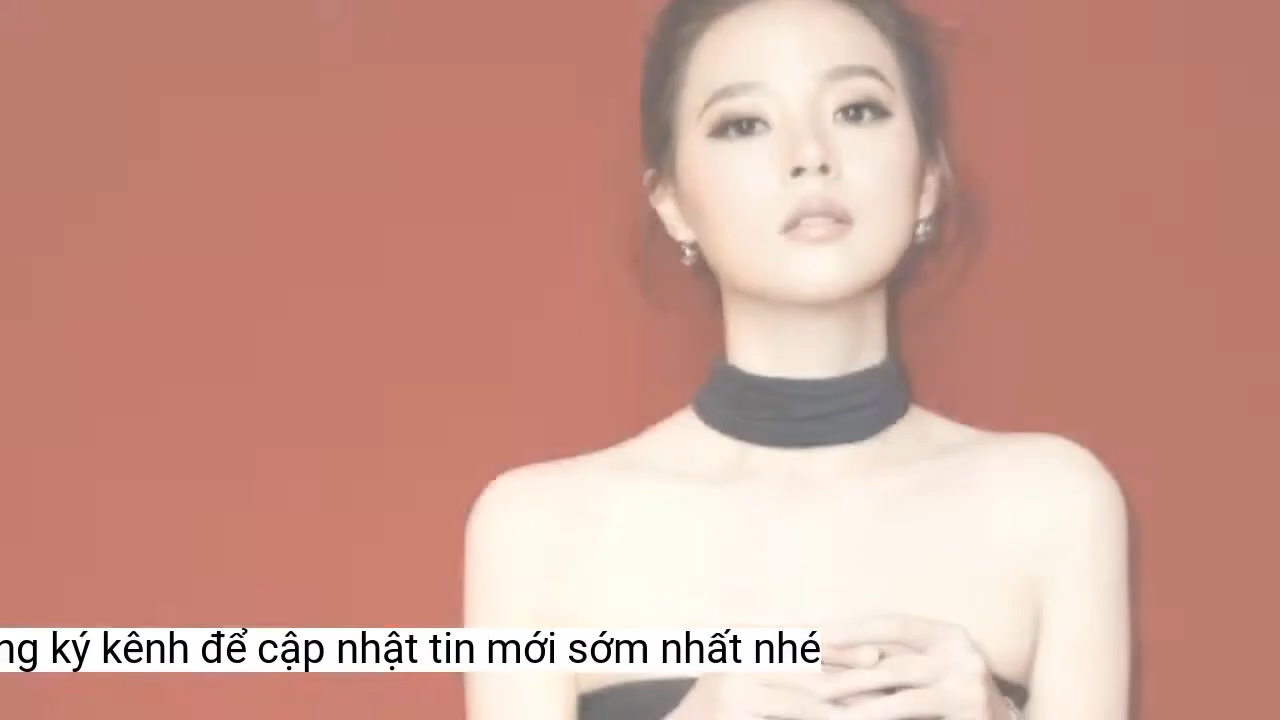 ng ký kênh để cập nhật tin mới sớm nhất nhé